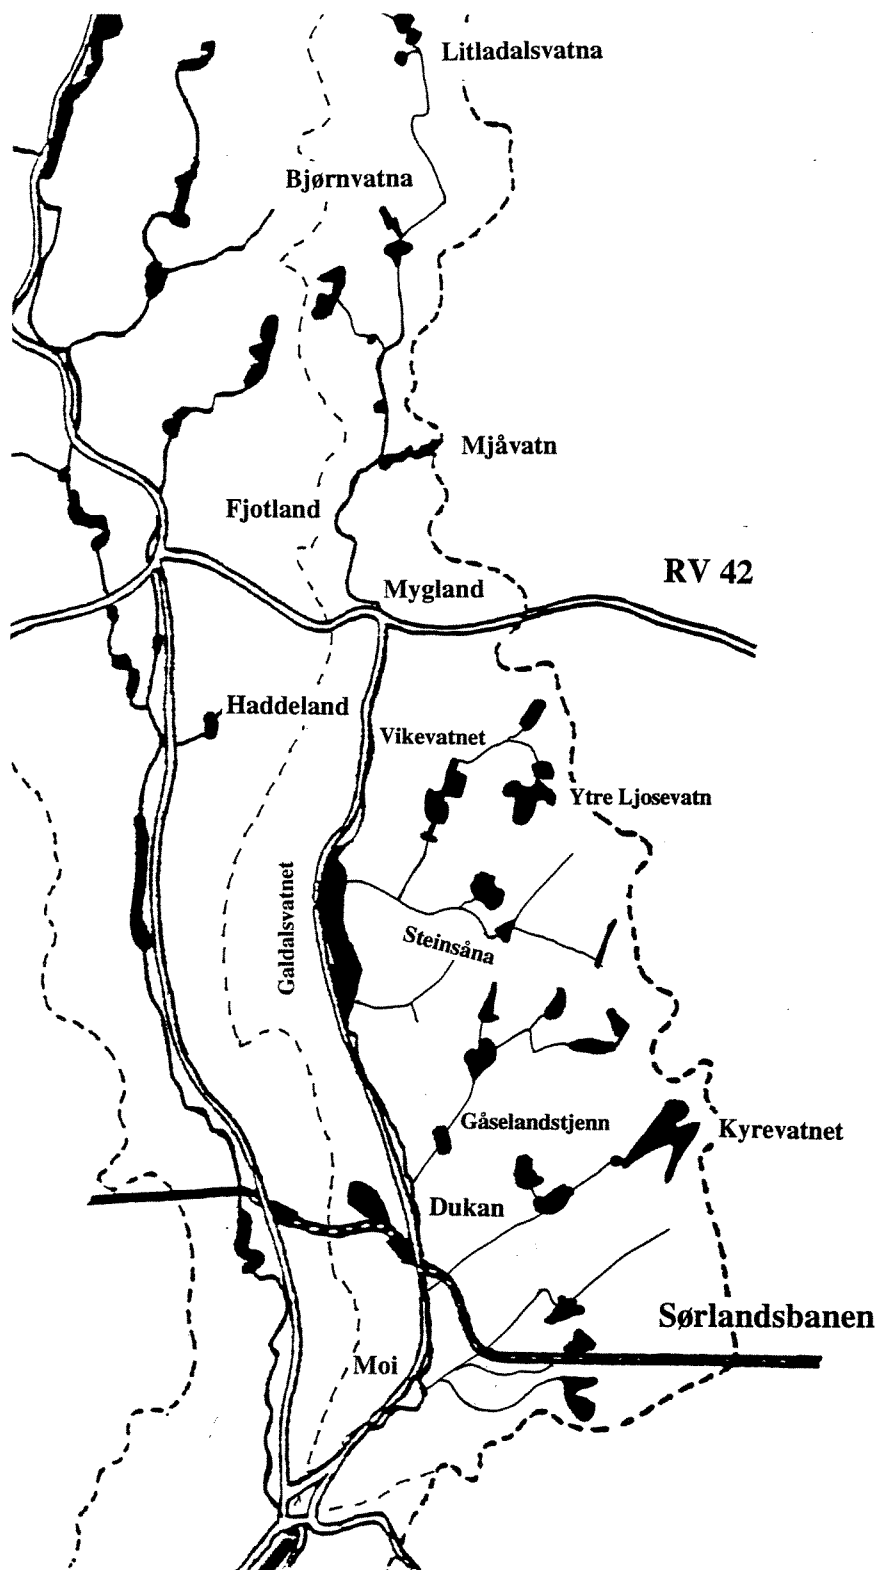 Litladalsvatna
Bjørnvatna
Mjåvatn
Fjotland
RV 42
Mygland
Haddeland
Vikevatnet
Ytre Ljosevatn
Galdalsvatnet
Steinsåna
Gåselandstjenn
Kyrevatnet
Dukan
Sørlandsbanen
Moi